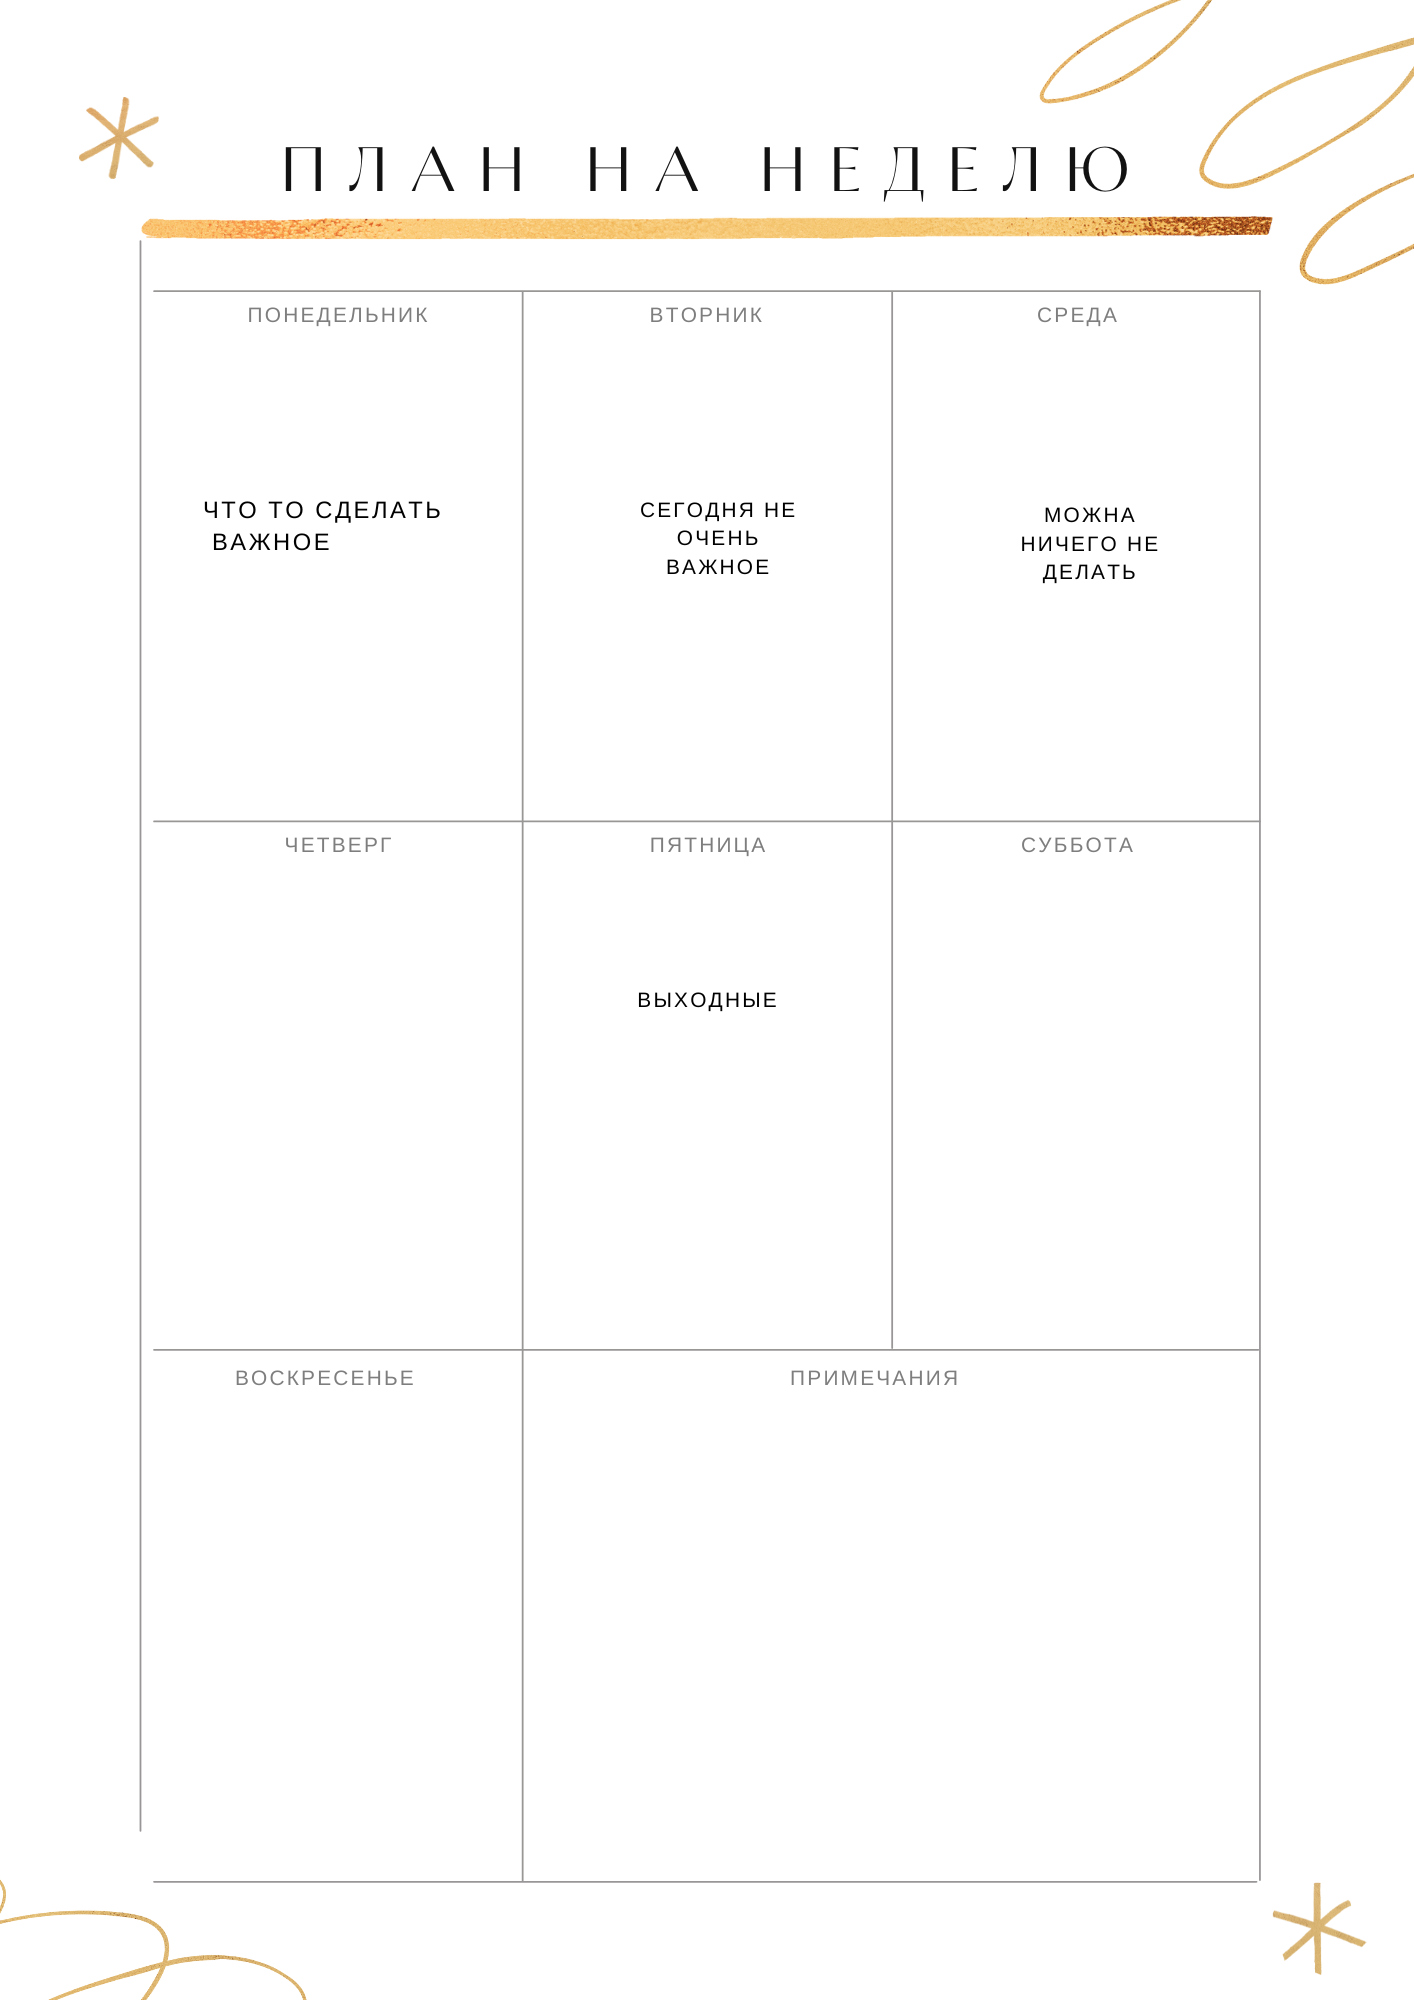 ПЛАН НА НЕДЕЛЮ
ПОНЕДЕЛЬНИК
ЧТО ТО СДЕЛАТЬ
ВАЖНОЕ
ВТОРНИК
СЕГОДНЯ НЕ
ОЧЕНЬ
ВАЖНОЕ
СРЕДА
МОЖНА
НИЧЕГО НЕ
ДЕЛАТЬ
ЧЕТВЕРГ
ПЯТНИЦА
ВЫХОДНЫЕ
СУББОТА
ВОСКРЕСЕНЬЕ
ПРИМЕЧАНИЯ